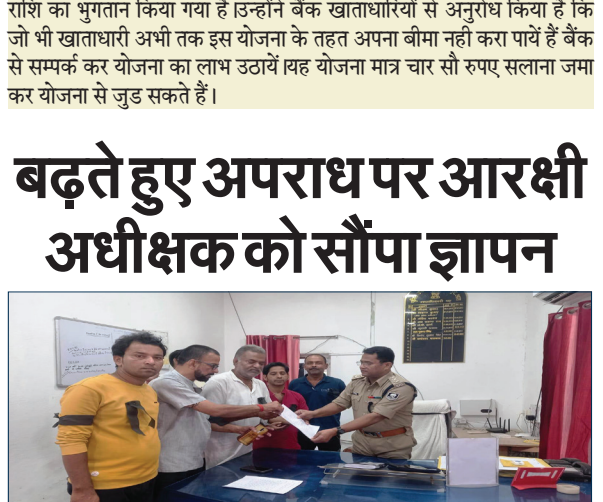 राशि का भुगतान किया गया है।उन्होंने बैंक खाताधारियों से अनुरोध किया है कि
जो भी खाताधारी अभी तक इस योजना के तहत अपना बीमा नही करा पायें हैं बैंक
से सम्पर्क कर योजना का लाभ उठायें।यह योजना मात्र चार सौ रुपए सलाना जमा
कर योजना से जुड सकते हैं।
बढ़ते हुए अपराध पर आरक्षी
अधीक्षक को सौंपा ज्ञापन